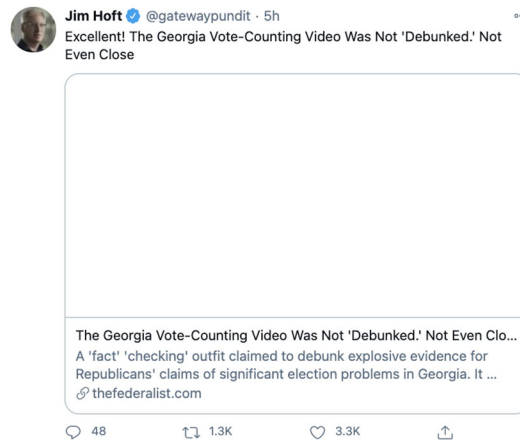 Jim Hoft @gatewaypundit · 5h
Excellent! The Georgia Vote-Counting Video Was Not 'Debunked.' Not
Even Close
The Georgia Vote-Counting Video Was Not 'Debunked.' Not Even Clo...
A 'fact' 'checking' outfit claimed to debunk explosive evidence for
Republicans' claims of significant election problems in Georgia. It ...
thefederalist.com
48 1.3K 3.3K